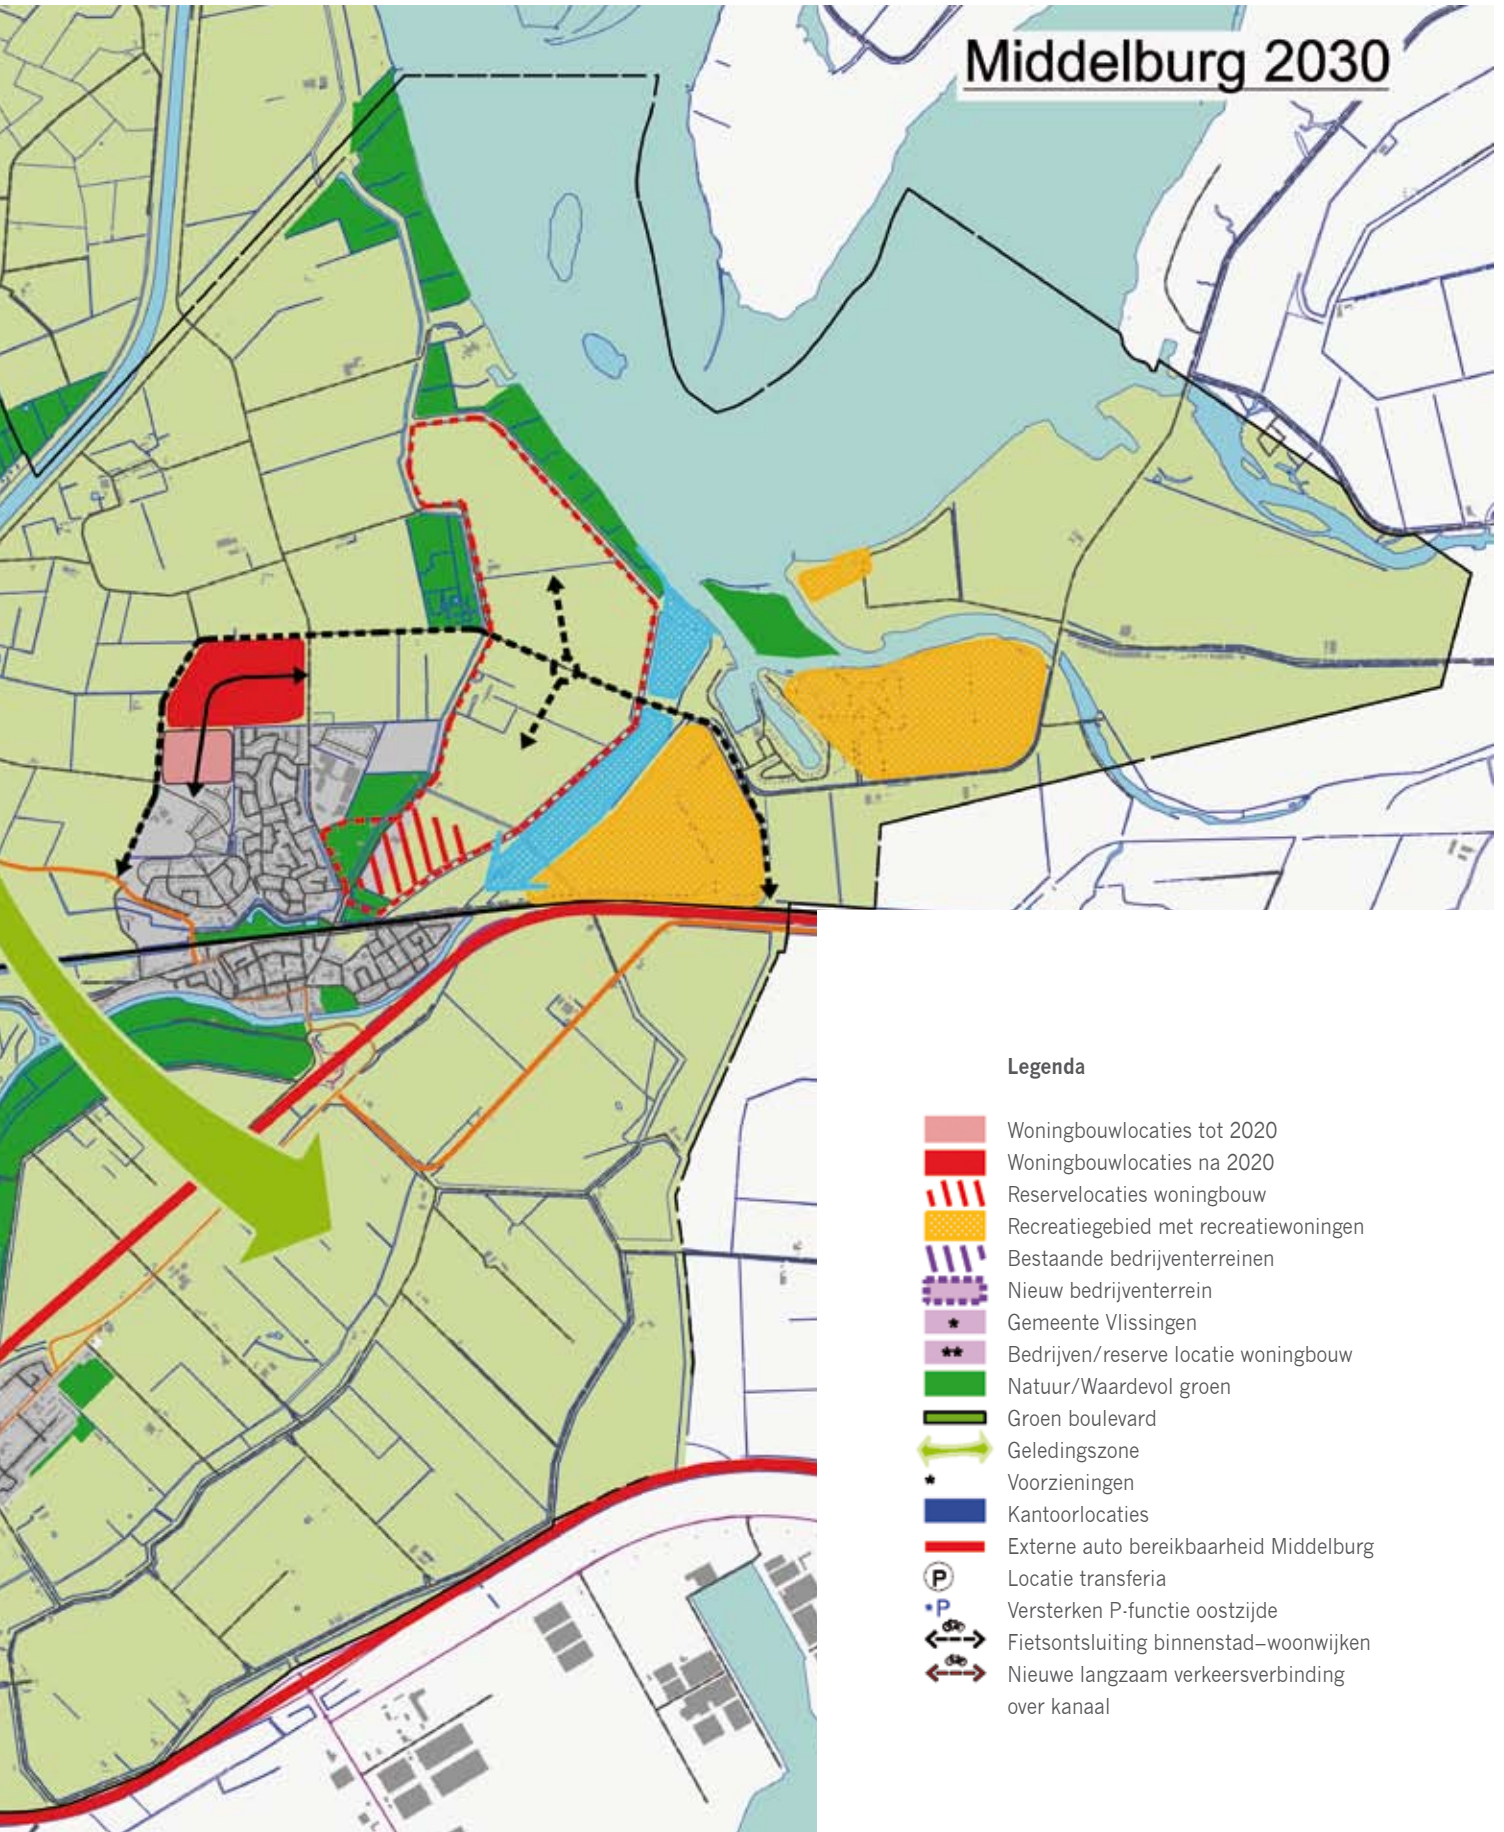 Middelburg 2030
Legenda
Woningbouwlocaties tot 2020
Woningbouwlocaties na 2020
Reservelocaties woningbouw
Recreatiegebied met recreatiewoningen
Bestaande bedrijventerreinen
Nieuw bedrijventerrein
* Gemeente Vlissingen
** Bedrijven/reserve locatie woningbouw
Natuur/Waardevol groen
Groen boulevard
Geledingszone
* Voorzieningen
Kantoorlocaties
Externe auto bereikbaarheid Middelburg
P Locatie transferia
*P Versterken P-functie oostzijde
Fietsontsluiting binnenstad–woonwijken
Nieuwe langzaam verkeersverbinding
over kanaal